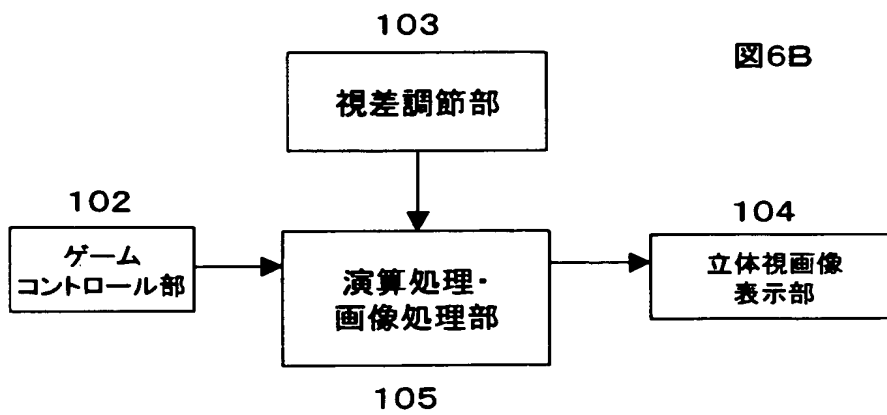 103
図6B
視差調節部
102
104
ゲーム
コントロール部
演算処理・
画像処理部
立体視画像
表示部
105